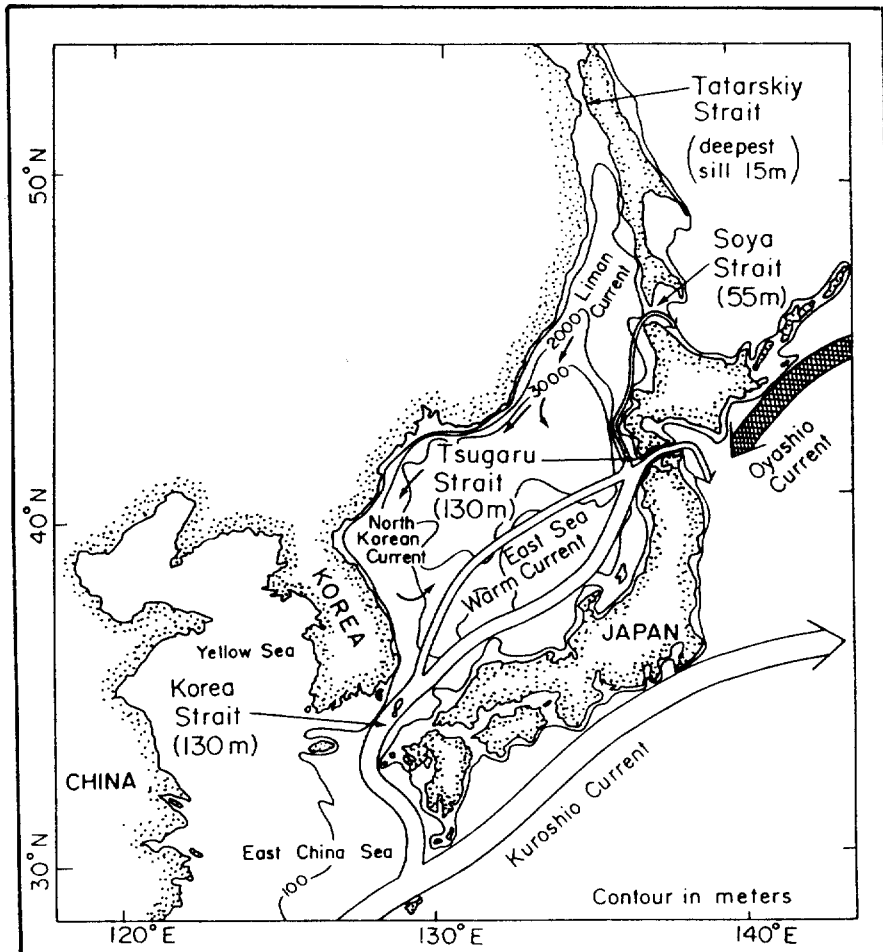 Tatarskiy
Strait
(deepest
sill 15m)
50°N
Soya
Strait
(55m)
Liman
Current
2000
3000
Oyashio
Current
Tsugaru
Strait
(130m)
40°N
North
Korean
Current
East Sea
Warm Current
KOREA
JAPAN
Yellow Sea
Korea
Strait
(130m)
CHINA
Kuroshio Current
East China Sea
100
30°N
Contour in meters
120°E
130°E
140°E